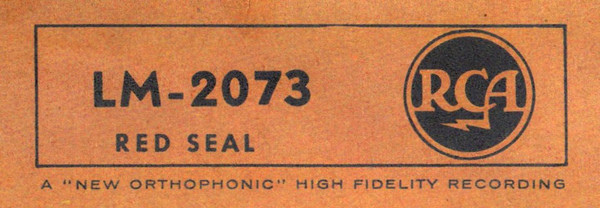 LM-2073
RED SEAL
RCA
A "NEW ORTHOPHONIC" HIGH FIDELITY RECORDING